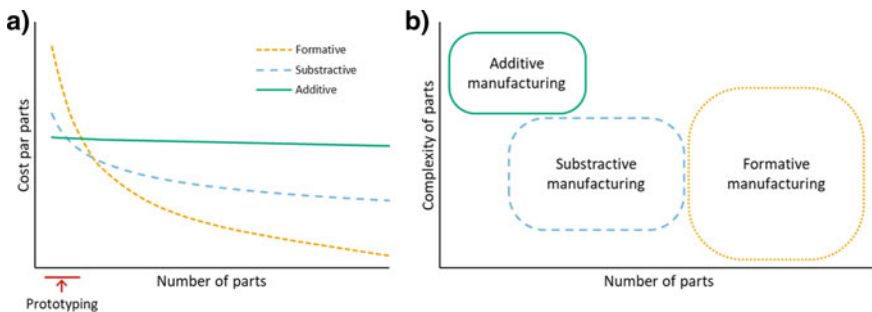 a)
Formative
Substractive
Additive
Cost par parts
Number of parts
Prototyping
b)
Additive
manufacturing
Substractive
manufacturing
Formative
manufacturing
Complexity of parts
Number of parts